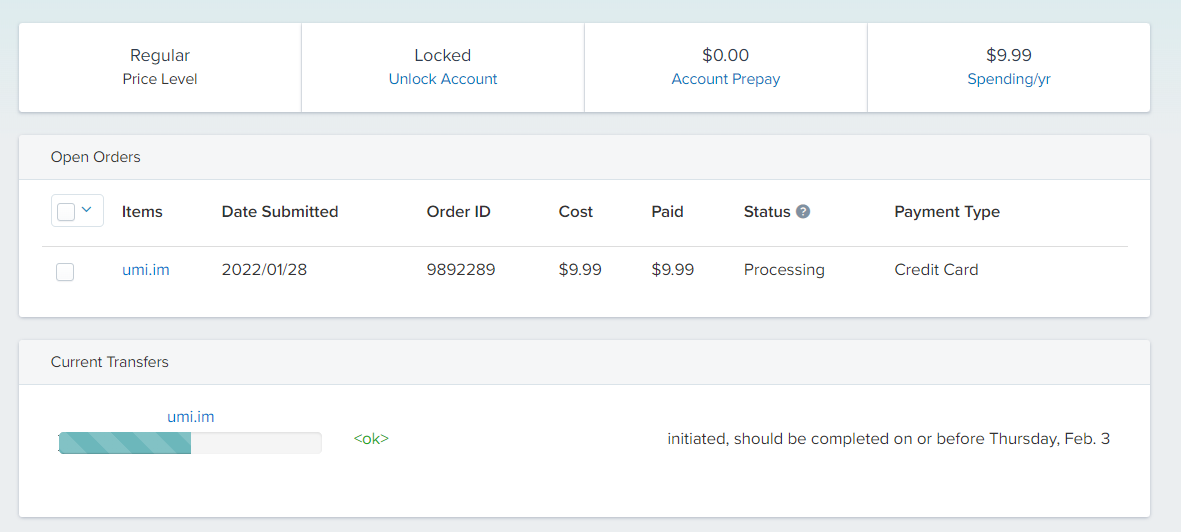 Regular
Price Level
Locked
Unlock Account
$0.00
Account Prepay
$9.99
Spending/yr
Open Orders
Items Date Submitted Order ID Cost Paid Status ? Payment Type
umi.im 2022/01/28 9892289 $9.99 $9.99 Processing Credit Card
Current Transfers
umi.im
<ok> initiated, should be completed on or before Thursday, Feb. 3